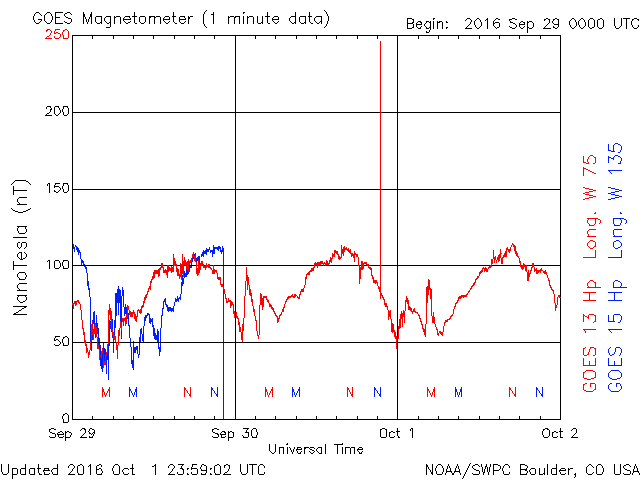 GOES Magnetometer (1 minute data)
Begin: 2016 Sep 29 0000 UTC
250
200
150
100
50
0
NanoTesla (nT)
M M N N M M N N M M N N
Sep 29 Sep 30 Oct 1 Oct 2
Universal Time
GOES 13 Hp Long. W 75
GOES 15 Hp Long. W 135
Updated 2016 Oct 1 23:59:02 UTC
NOAA/SWPC Boulder, CO USA